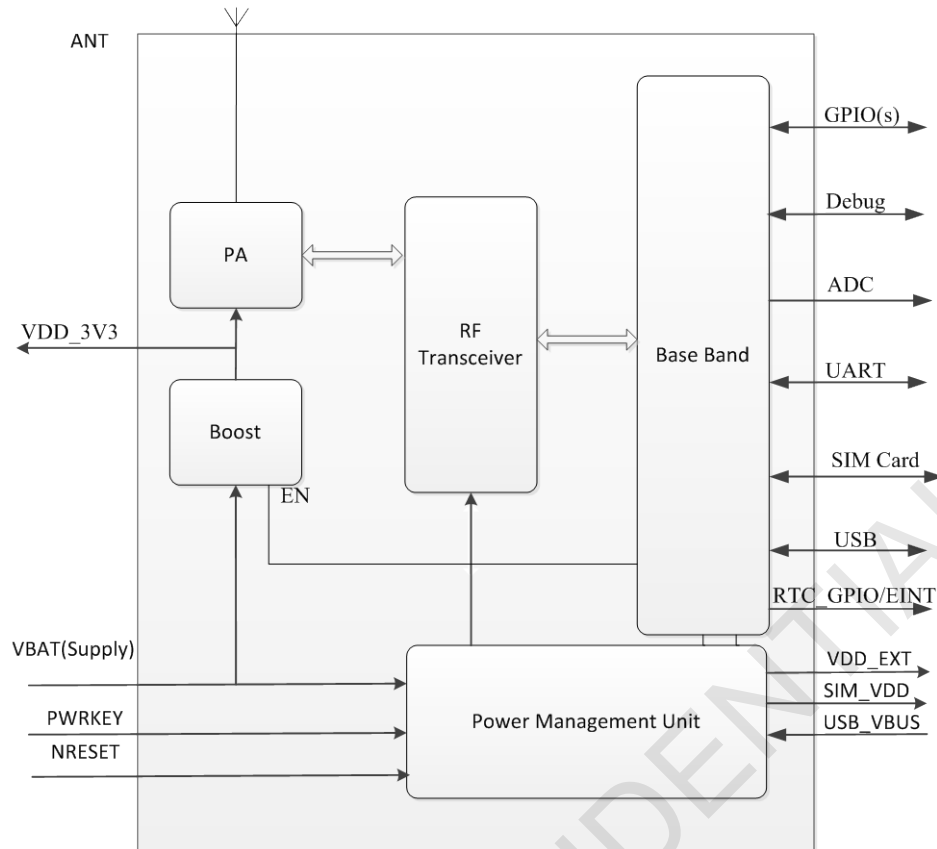 ANT
GPIO(s)
Debug
PA
ADC
VDD_3V3
RF
Transceiver
Base Band
UART
Boost
SIM Card
EN
USB
RTC_GPIO/EINT
VBAT(Supply)
VDD_EXT
SIM_VDD
PWRKEY
Power Management Unit
USB_VBUS
NRESET
IDENTIAL